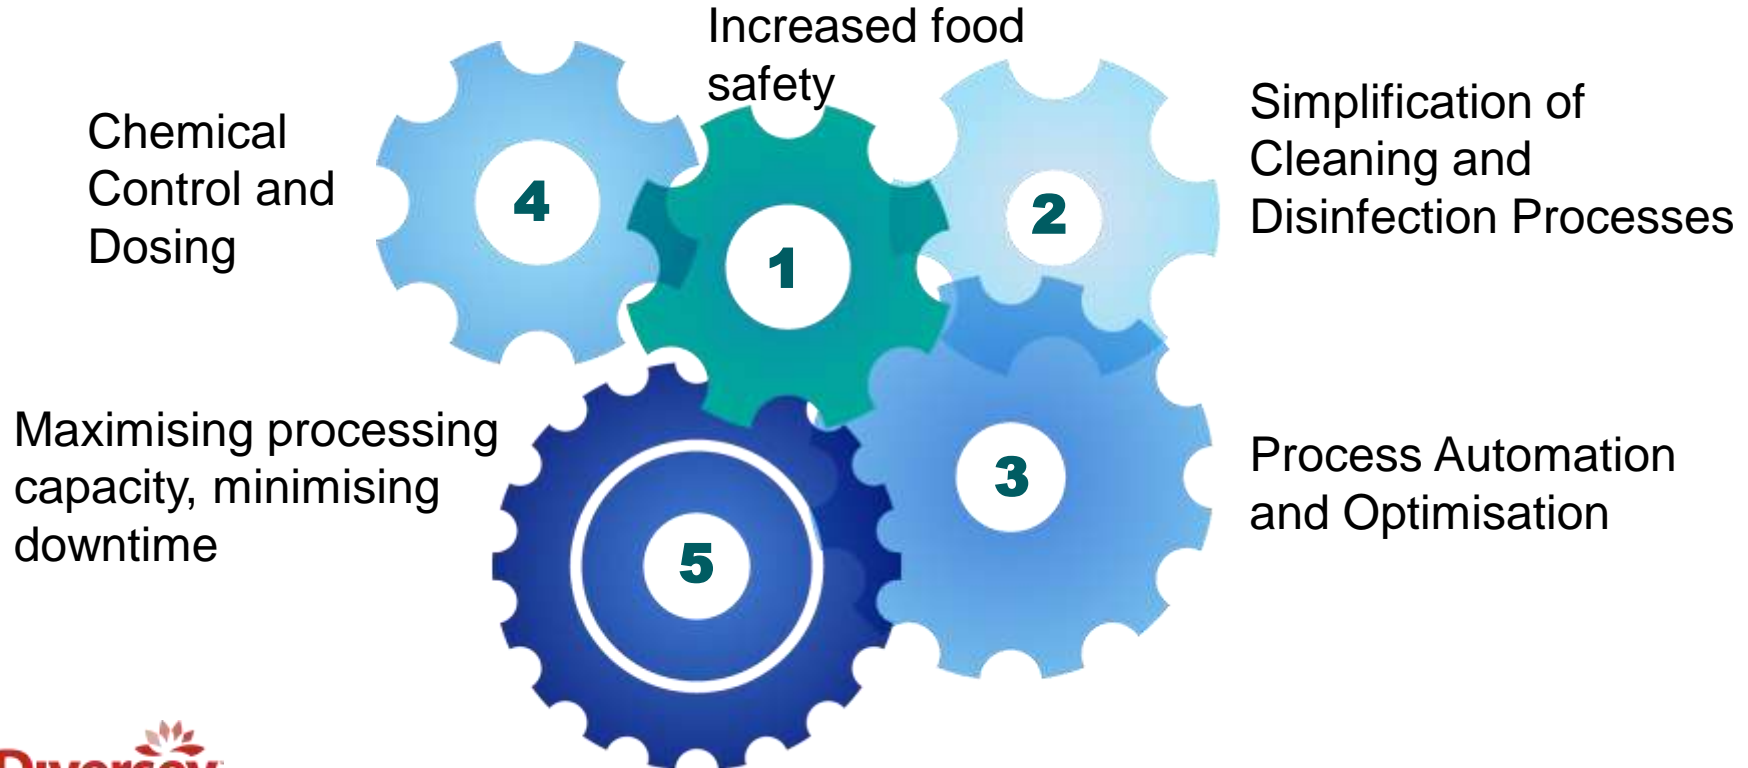 Increased food
safety
Chemical
Control and
Dosing
4
1
2
Simplification of
Cleaning and
Disinfection Processes
Maximising processing
capacity, minimising
downtime
5
3
Process Automation
and Optimisation
Diversey